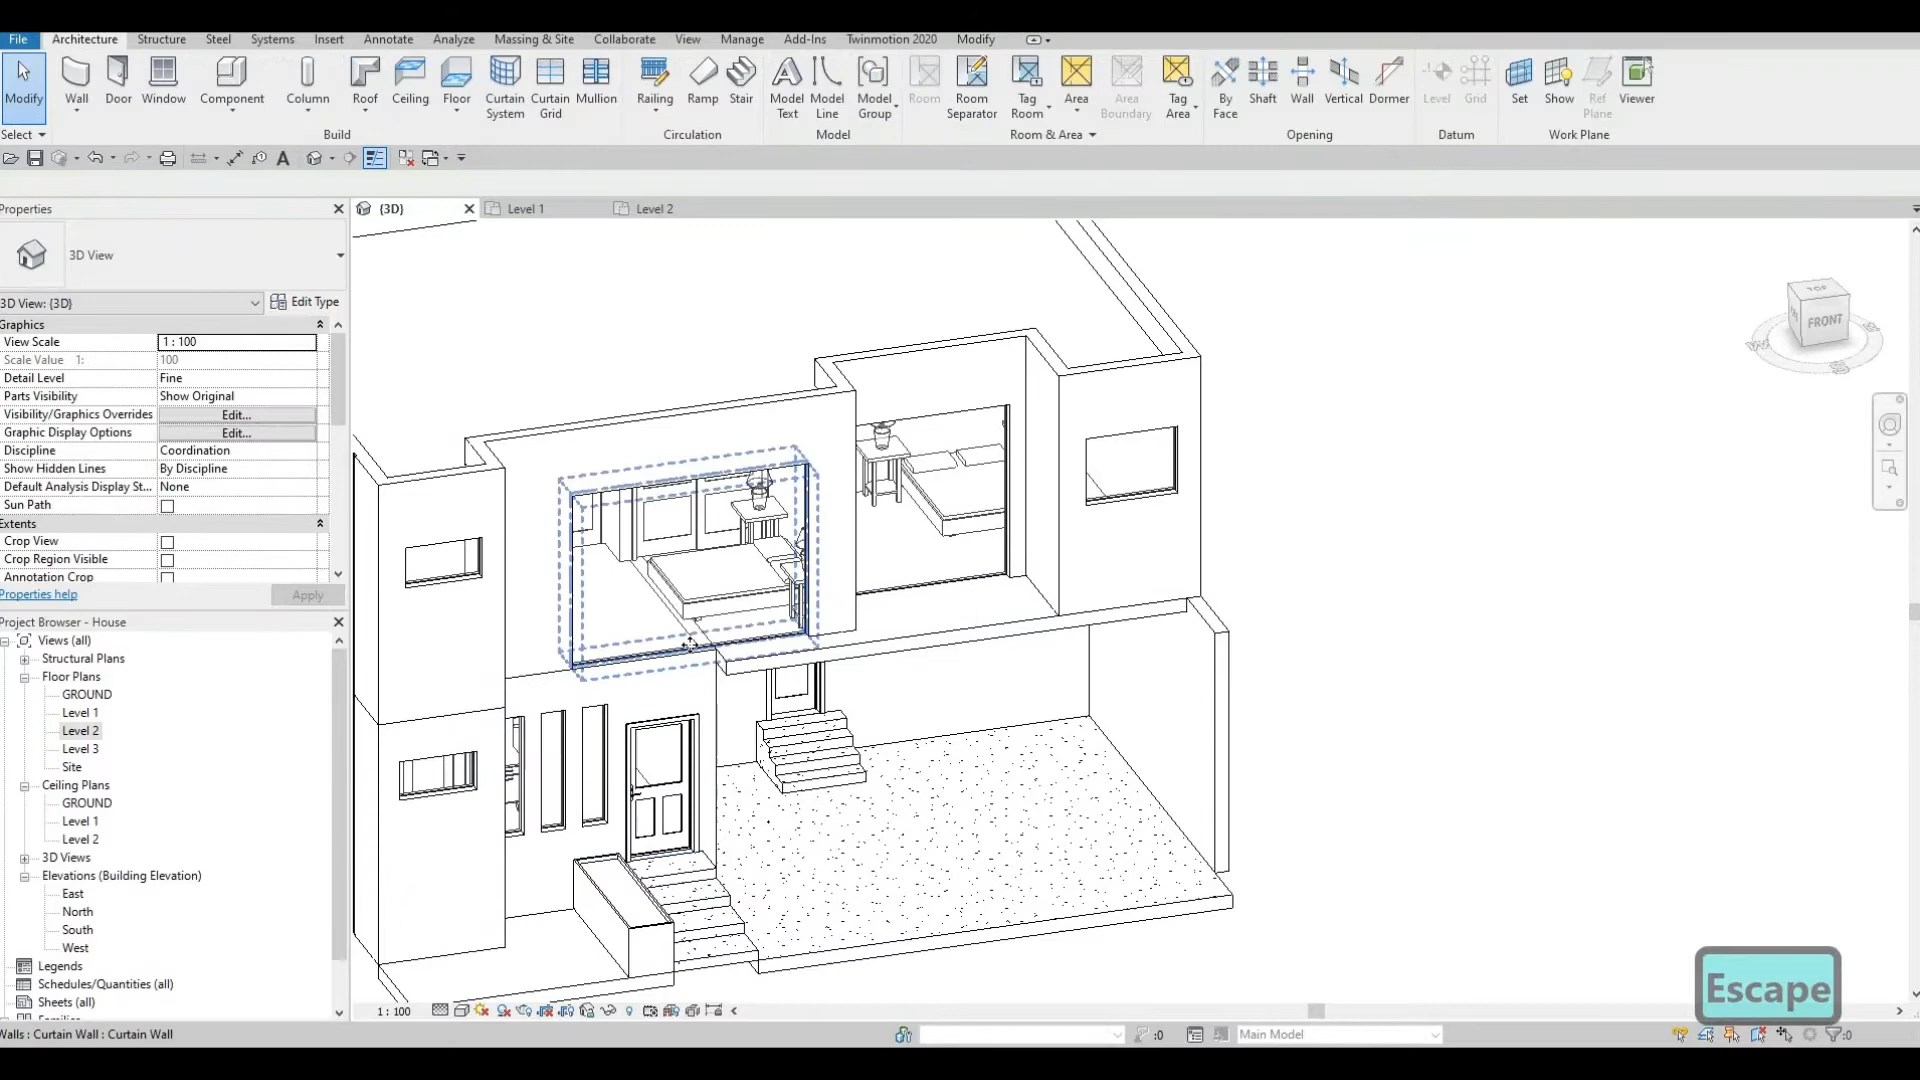 File Architecture Structure Steel Systems Insert Annotate Analyze Massing & Site Collaborate View Manage Add-Ins Twinmotion 2020 Modify
Modify Wall Door Window Component Column Roof Ceiling Floor Curtain System Curtain Grid Mullion Railing Ramp Stair Model Text Model Line Model Group Room Room Separator Tag Room Area Area Boundary Tag Area By Face Shaft Wall Vertical Dormer Level Grid Set Show Ref Plane Viewer
Select Build Circulation Model Room & Area Opening Datum Work Plane
Properties
{3D} Level 1 Level 2
3D View
3D View: {3D} Edit Type
Graphics
View Scale 1 : 100
Scale Value 1: 100
Detail Level Fine
Parts Visibility Show Original
Visibility/Graphics Overrides Edit...
Graphic Display Options Edit...
Discipline Coordination
Show Hidden Lines By Discipline
Default Analysis Display St... None
Sun Path
Extents
Crop View
Crop Region Visible
Annotation Crop
Properties help Apply
Project Browser - House
Views (all)
Structural Plans
Floor Plans
GROUND
Level 1
Level 2
Level 3
Site
Ceiling Plans
GROUND
Level 1
Level 2
3D Views
Elevations (Building Elevation)
East
North
South
West
Legends
Schedules/Quantities (all)
Sheets (all)
TOP
FRONT
W
S
Escape
1 : 100
Walls : Curtain Wall : Curtain Wall :0 Main Model :0